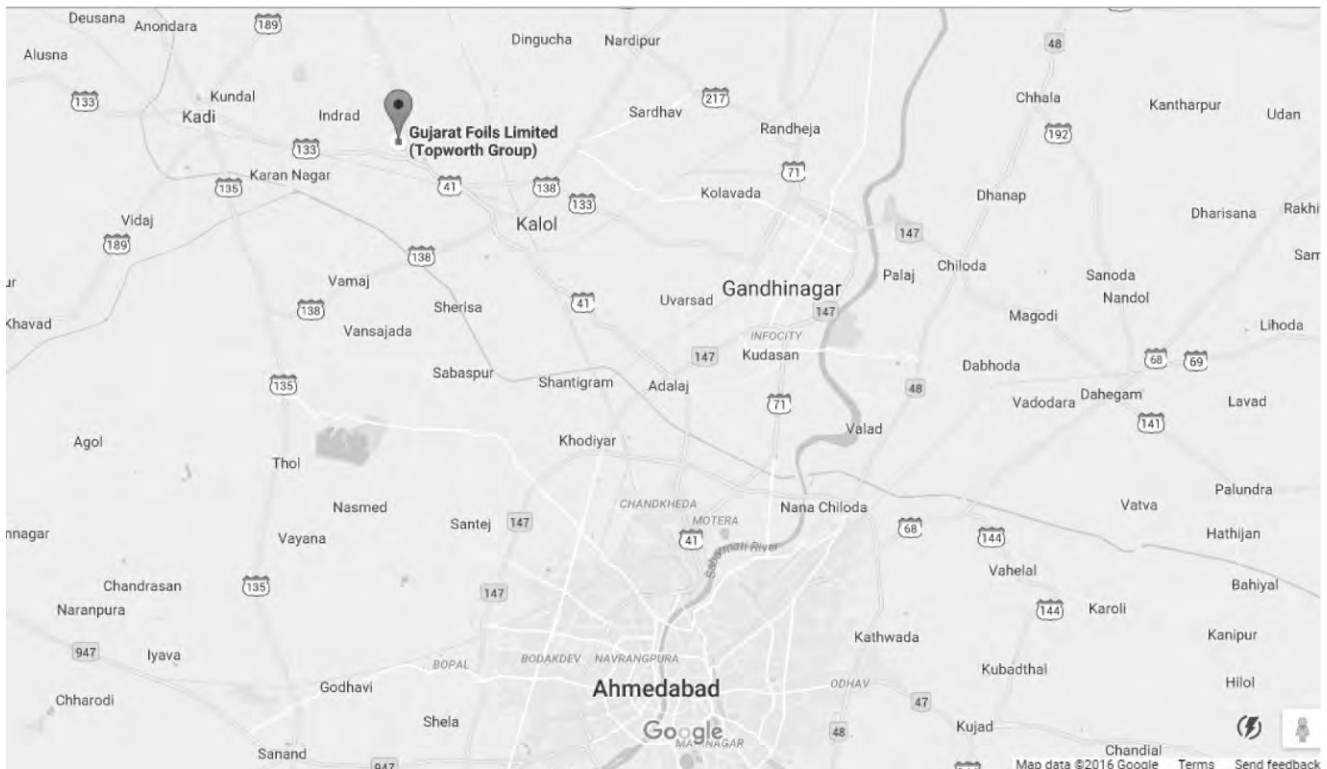 Deusana
189
Anondara
Dingucha
Nardipur
48
Alusna
133
Kundal
Kadi
Indrad
Gujarat Foils Limited
(Topworth Group)
Sardhav
217
Randheja
Chhala
192
Kantharpur
Udan
133
Karan Nagar
135
41
138
133
71
Kolavada
Dhanap
Vidaj
189
Kalol
147
Dharisana
Rakhi
138
Palaj
Chiloda
Sam
ur
Vamaj
138
Sherisa
41
Uvarsad
Gandhinagar
147
Sanoda
Nandol
Khavad
Vansajada
INFOCITY
Magodi
Lihoda
147
Kudasan
68
69
Sabaspur
Shantigram
Adalaj
Dabhoda
135
48
71
Vadodara
Dahegam
Lavad
141
Agol
Khodiyar
Valad
Thol
Nasmed
CHANDKHEDA
Nana Chiloda
Palundra
Vatva
Santej
147
MOTERA
68
nnagar
Vayana
41
144
Hathijan
Sabarmati River
Chandrasan
135
147
Vahelal
Bahiyal
Naranpura
144
Karoli
947
Iyava
BOPAL
BODAKDEV
NAVRANGPURA
Kathwada
Kanipur
Kubadthal
Chharodi
Godhavi
Ahmedabad
ODHAV
Hilol
47
Shela
Google
48
Kujad
Sanand
947
Chandial
Map data ©2016 Google
Terms
Send feedback